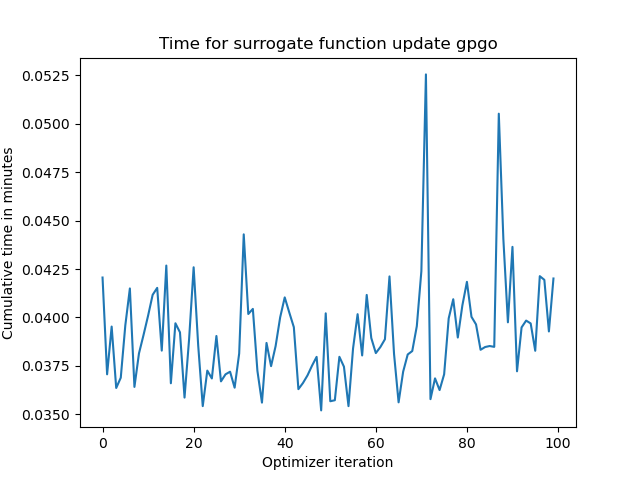 Time for surrogate function update gpgo
Cumulative time in minutes
0.0525
0.0500
0.0475
0.0450
0.0425
0.0400
0.0375
0.0350
0 20 40 60 80 100
Optimizer iteration